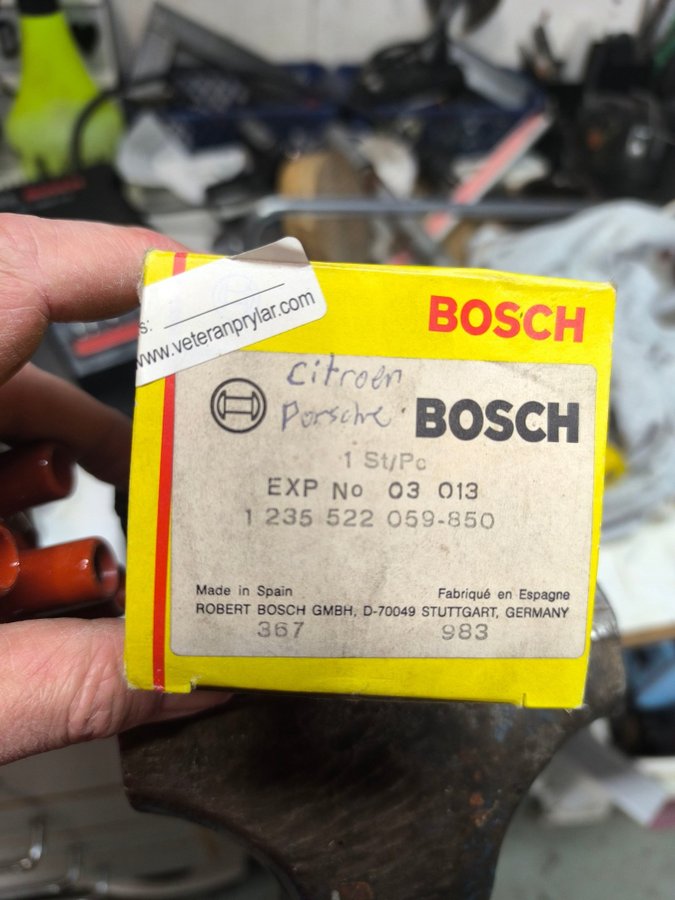 s:
www.veteranprylar.com
BOSCH
Citroen
Porsche
BOSCH
1 St/Pc
EXP No 03 013
1 235 522 059-850
Made in Spain Fabriqué en Espagne
ROBERT BOSCH GMBH, D-70049 STUTTGART, GERMANY
367 983